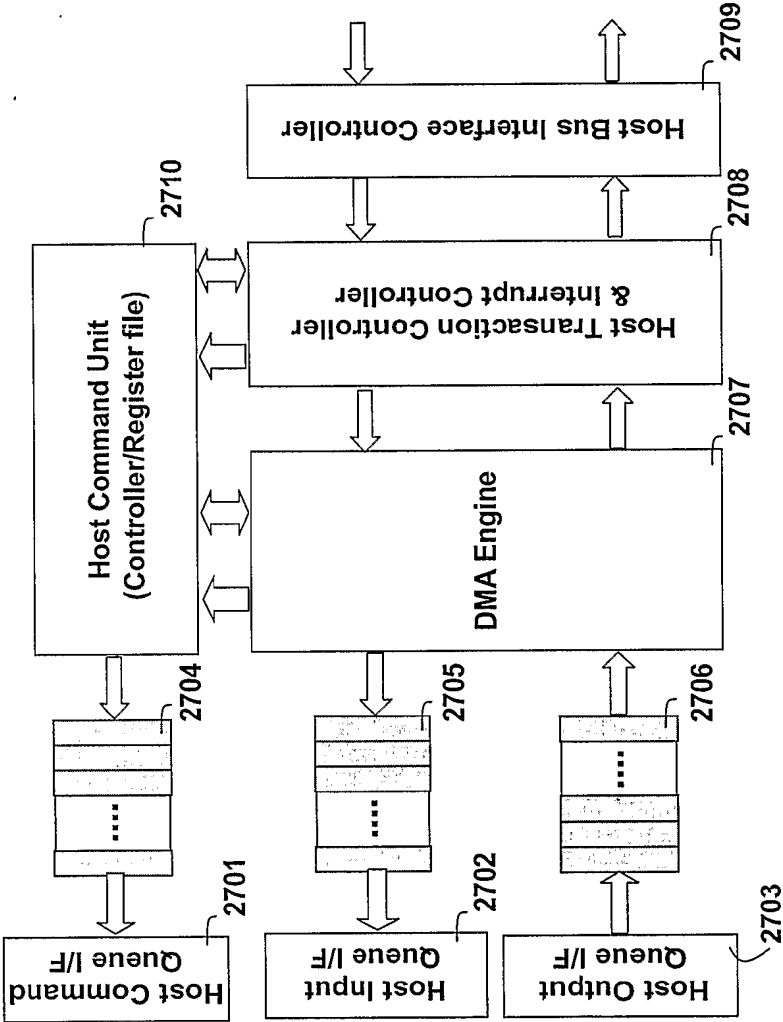 2710
Host Command Unit
(Controller/Register file)
2704
Host Command
Queue I/F
2701
Host Bus Interface Controller
2709
Host Transaction Controller
& Interrupt Controller
2708
DMA Engine
2707
2705
Host Input
Queue I/F
2702
2706
Host Output
Queue I/F
2703